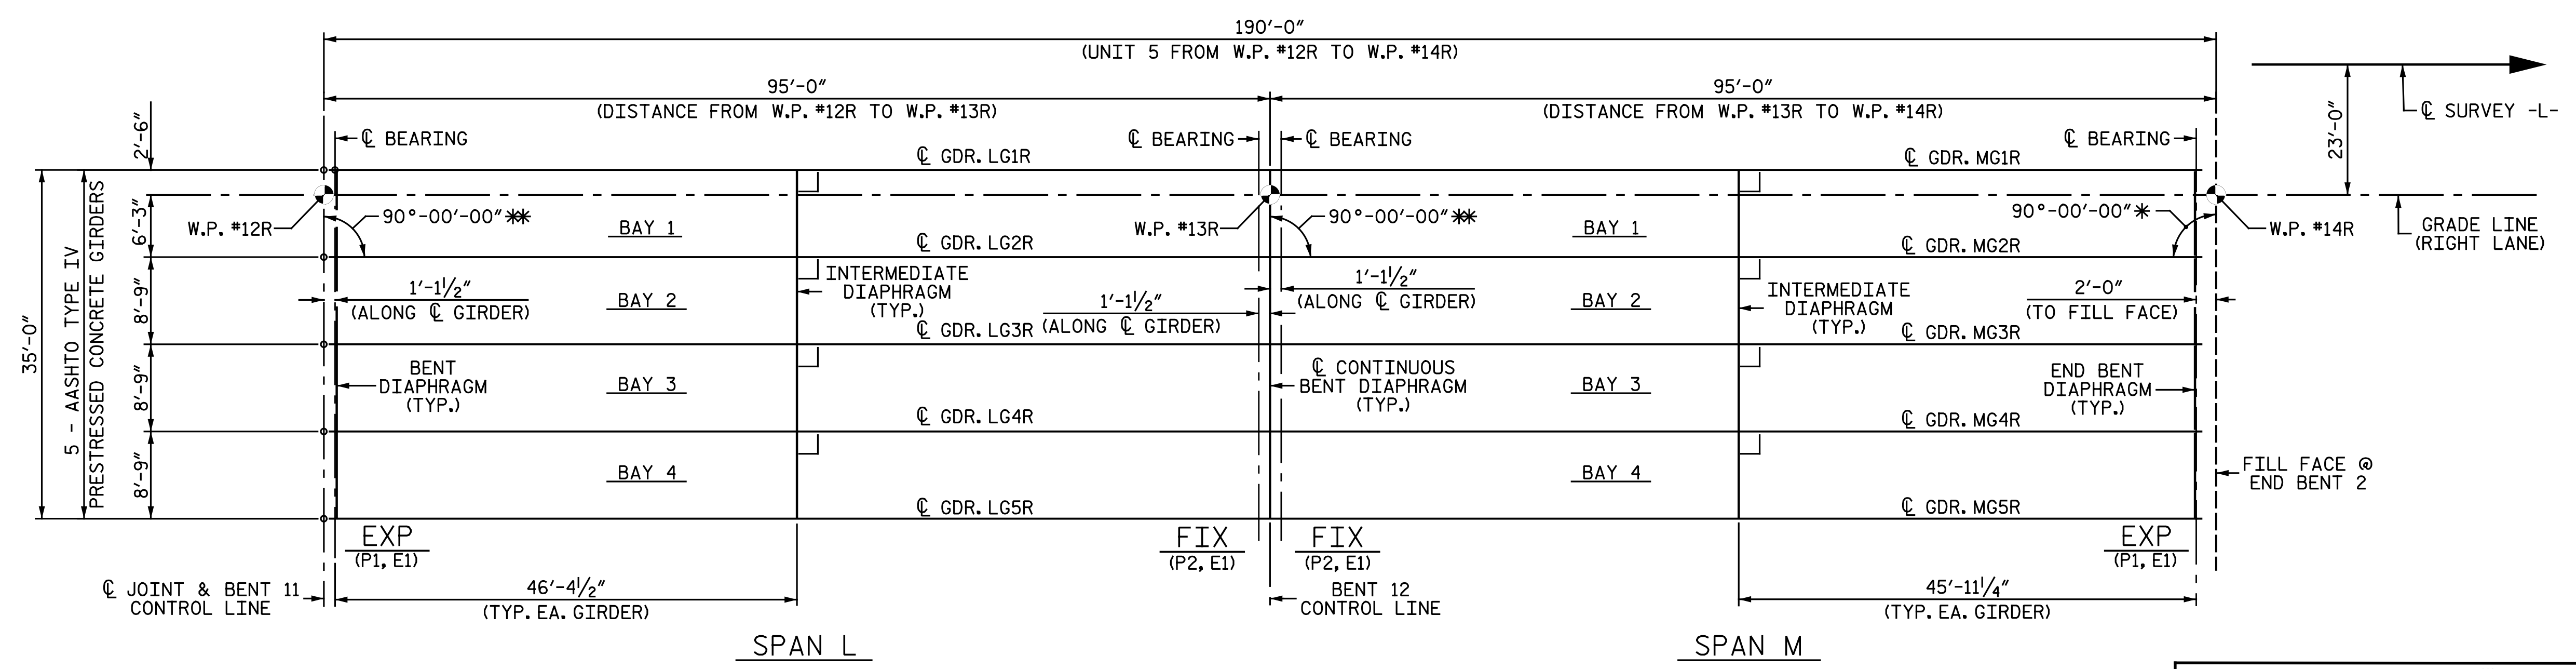 190'-0"
(UNIT 5 FROM W.P. #12R TO W.P. #14R)
95'-0"
(DISTANCE FROM W.P. #12R TO W.P. #13R)
95'-0"
(DISTANCE FROM W.P. #13R TO W.P. #14R)
23'-0"
℄ SURVEY -L-
2'-6"
℄ BEARING
℄ BEARING
℄ BEARING
℄ BEARING
℄ GDR. LG1R
℄ GDR. MG1R
35'-0"
5 - AASHTO TYPE IV
PRESTRESSED CONCRETE GIRDERS
6'-3"
8'-9"
8'-9"
8'-9"
W.P. #12R
90°-00'-00" **
BAY 1
W.P. #13R
90°-00'-00" **
BAY 1
90°-00'-00" *
W.P. #14R
GRADE LINE
(RIGHT LANE)
℄ GDR. LG2R
℄ GDR. MG2R
1'-1 1/2"
(ALONG ℄ GIRDER)
BAY 2
INTERMEDIATE
DIAPHRAGM
(TYP.)
1'-1 1/2"
(ALONG ℄ GIRDER)
1'-1 1/2"
(ALONG ℄ GIRDER)
BAY 2
INTERMEDIATE
DIAPHRAGM
(TYP.)
2'-0"
(TO FILL FACE)
℄ GDR. LG3R
℄ GDR. MG3R
BENT
DIAPHRAGM
(TYP.)
BAY 3
℄ CONTINUOUS
BENT DIAPHRAGM
(TYP.)
BAY 3
END BENT
DIAPHRAGM
(TYP.)
℄ GDR. LG4R
℄ GDR. MG4R
BAY 4
BAY 4
FILL FACE @
END BENT 2
℄ GDR. LG5R
℄ GDR. MG5R
EXP
(P1, E1)
FIX
(P2, E1)
FIX
(P2, E1)
EXP
(P1, E1)
℄ JOINT & BENT 11
CONTROL LINE
46'-4 1/2"
(TYP. EA. GIRDER)
BENT 12
CONTROL LINE
45'-11 1/4"
(TYP. EA. GIRDER)
SPAN L
SPAN M